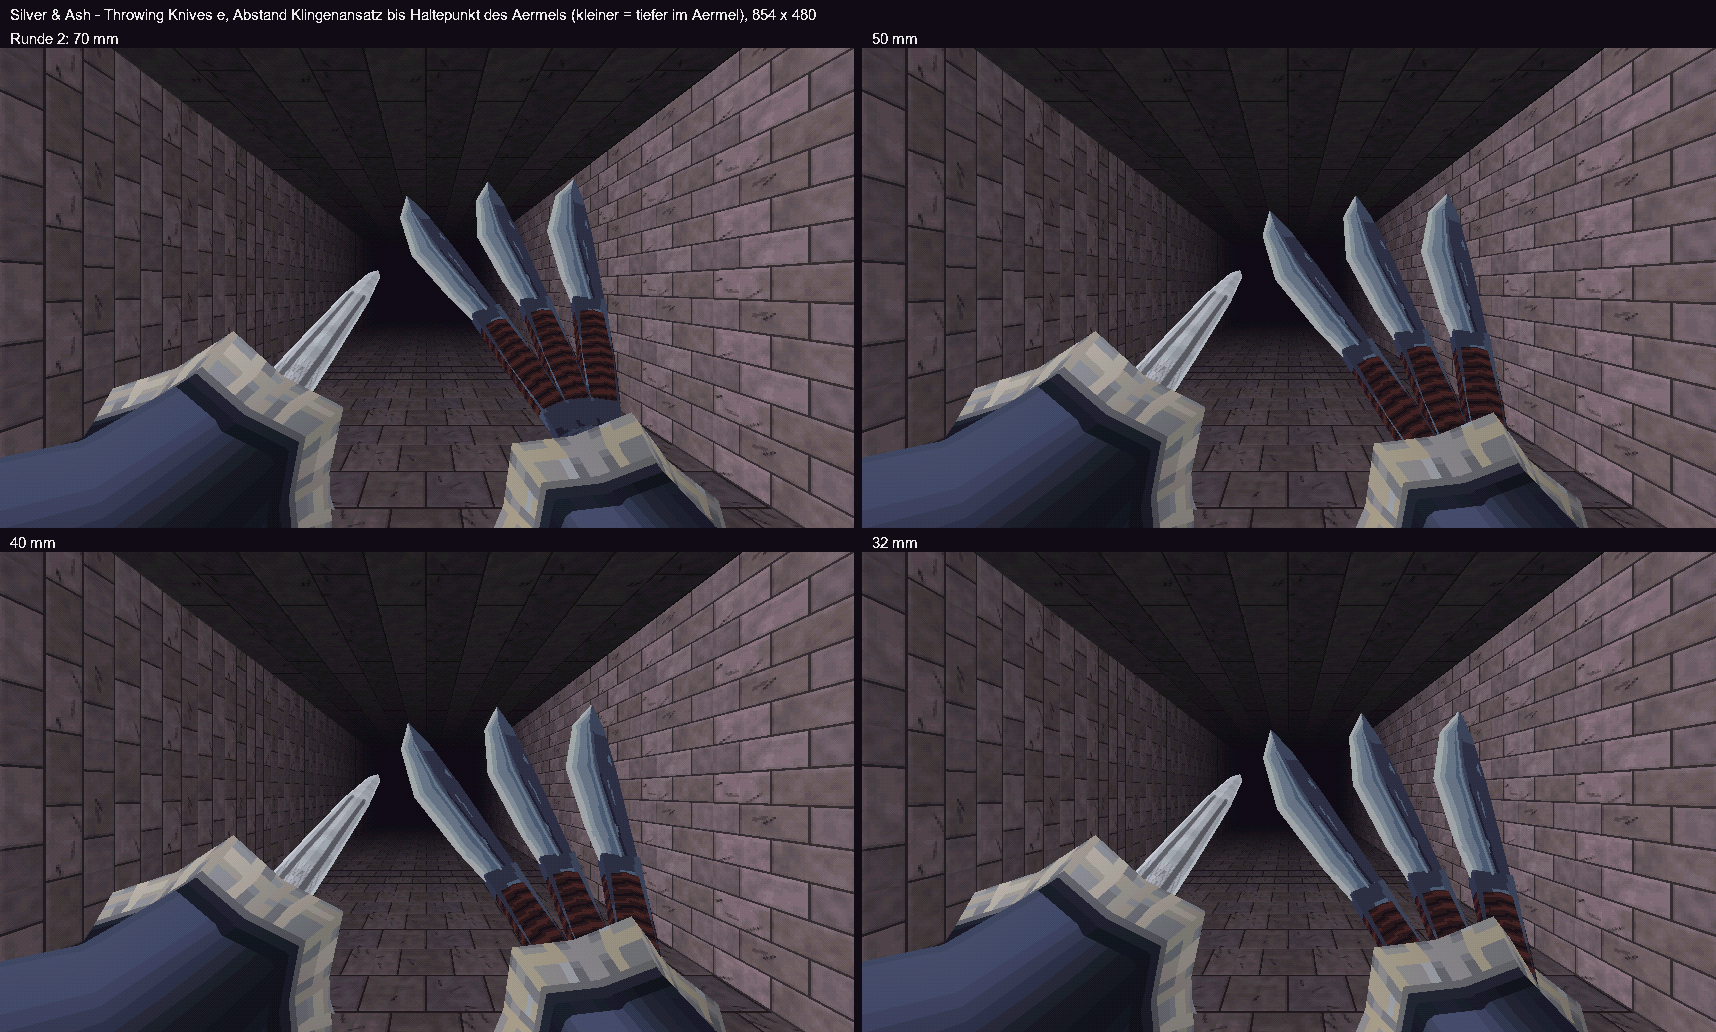 Silver & Ash - Throwing Knives e, Abstand Klingenansatz bis Haltepunkt des Aermels (kleiner = tiefer im Aermel), 854 x 480
Runde 2: 70 mm
50 mm
40 mm
32 mm